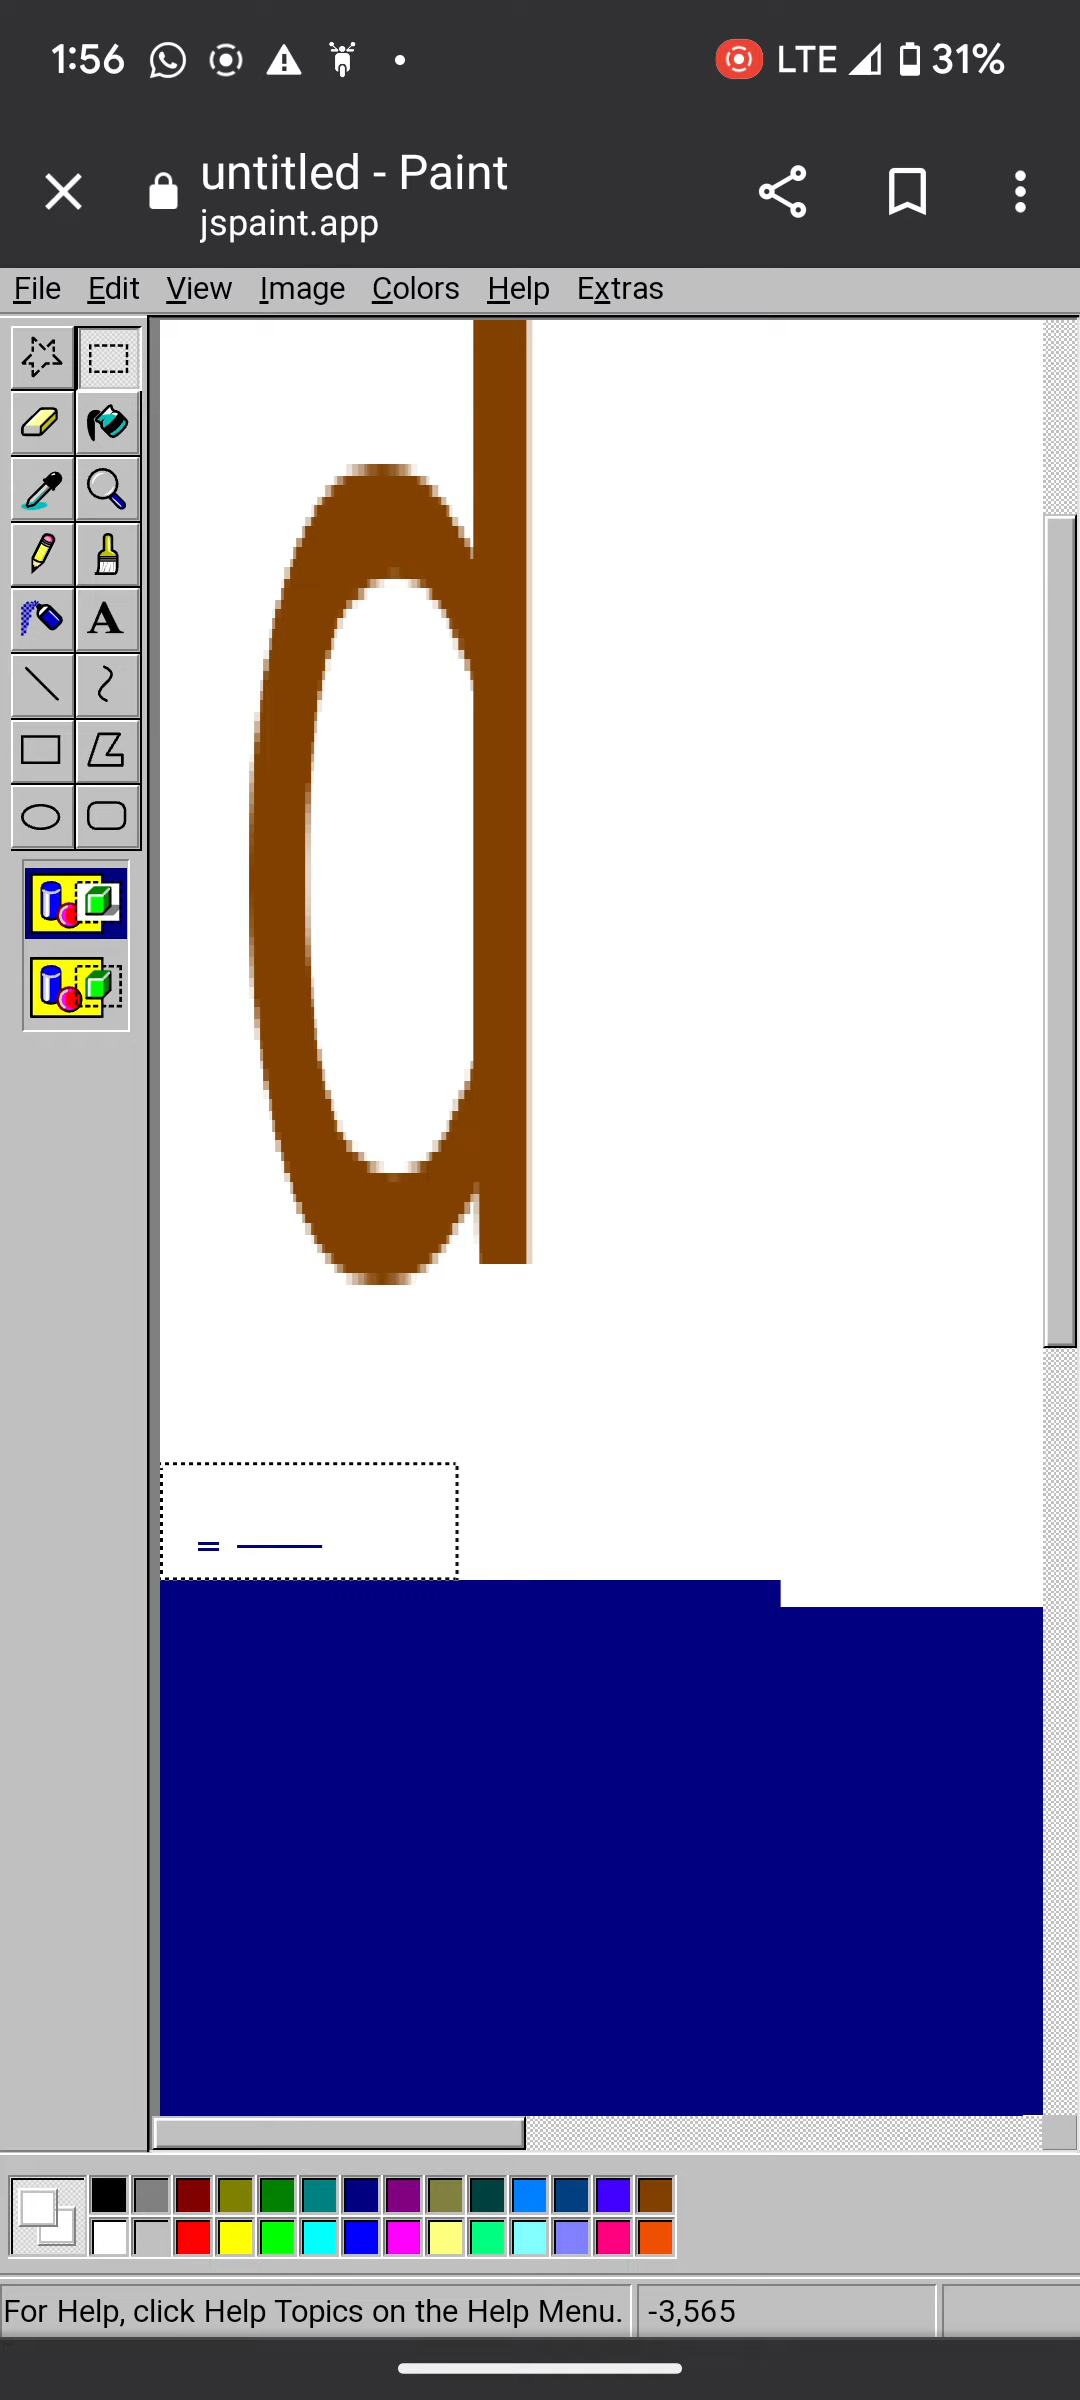 1:56 LTE 31%
untitled - Paint
jspaint.app
File Edit View Image Colors Help Extras
A
d
For Help, click Help Topics on the Help Menu. -3,565